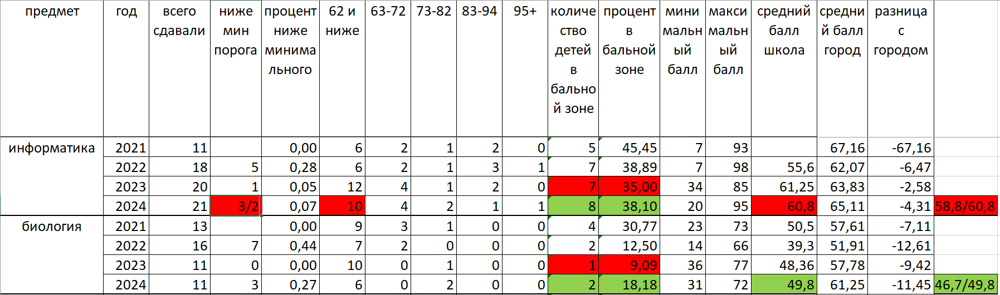 предмет год всего сдавали ниже мин порога процент ниже минимального 62 и ниже 63-72 73-82 83-94 95+ количество детей в бальной зоне процент в бальной зоне минимальный балл максимальный балл средний балл школа средний балл город разница с городом
информатика 2021 11 0,00 6 2 1 2 0 5 45,45 7 93 67,16 -67,16
2022 18 5 0,28 6 2 1 3 1 7 38,89 7 98 55,6 62,07 -6,47
2023 20 1 0,05 12 4 1 2 0 7 35,00 34 85 61,25 63,83 -2,58
2024 21 3/2 0,07 10 4 2 1 1 8 38,10 20 95 60,8 65,11 -4,31 58,8/60,8
биология 2021 13 0,00 9 3 1 0 0 4 30,77 23 73 50,5 57,61 -7,11
2022 16 7 0,44 7 2 0 0 0 2 12,50 14 66 39,3 51,91 -12,61
2023 11 0 0,00 10 0 1 0 0 1 9,09 36 77 48,36 57,78 -9,42
2024 11 3 0,27 6 0 2 0 0 2 18,18 31 72 49,8 61,25 -11,45 46,7/49,8